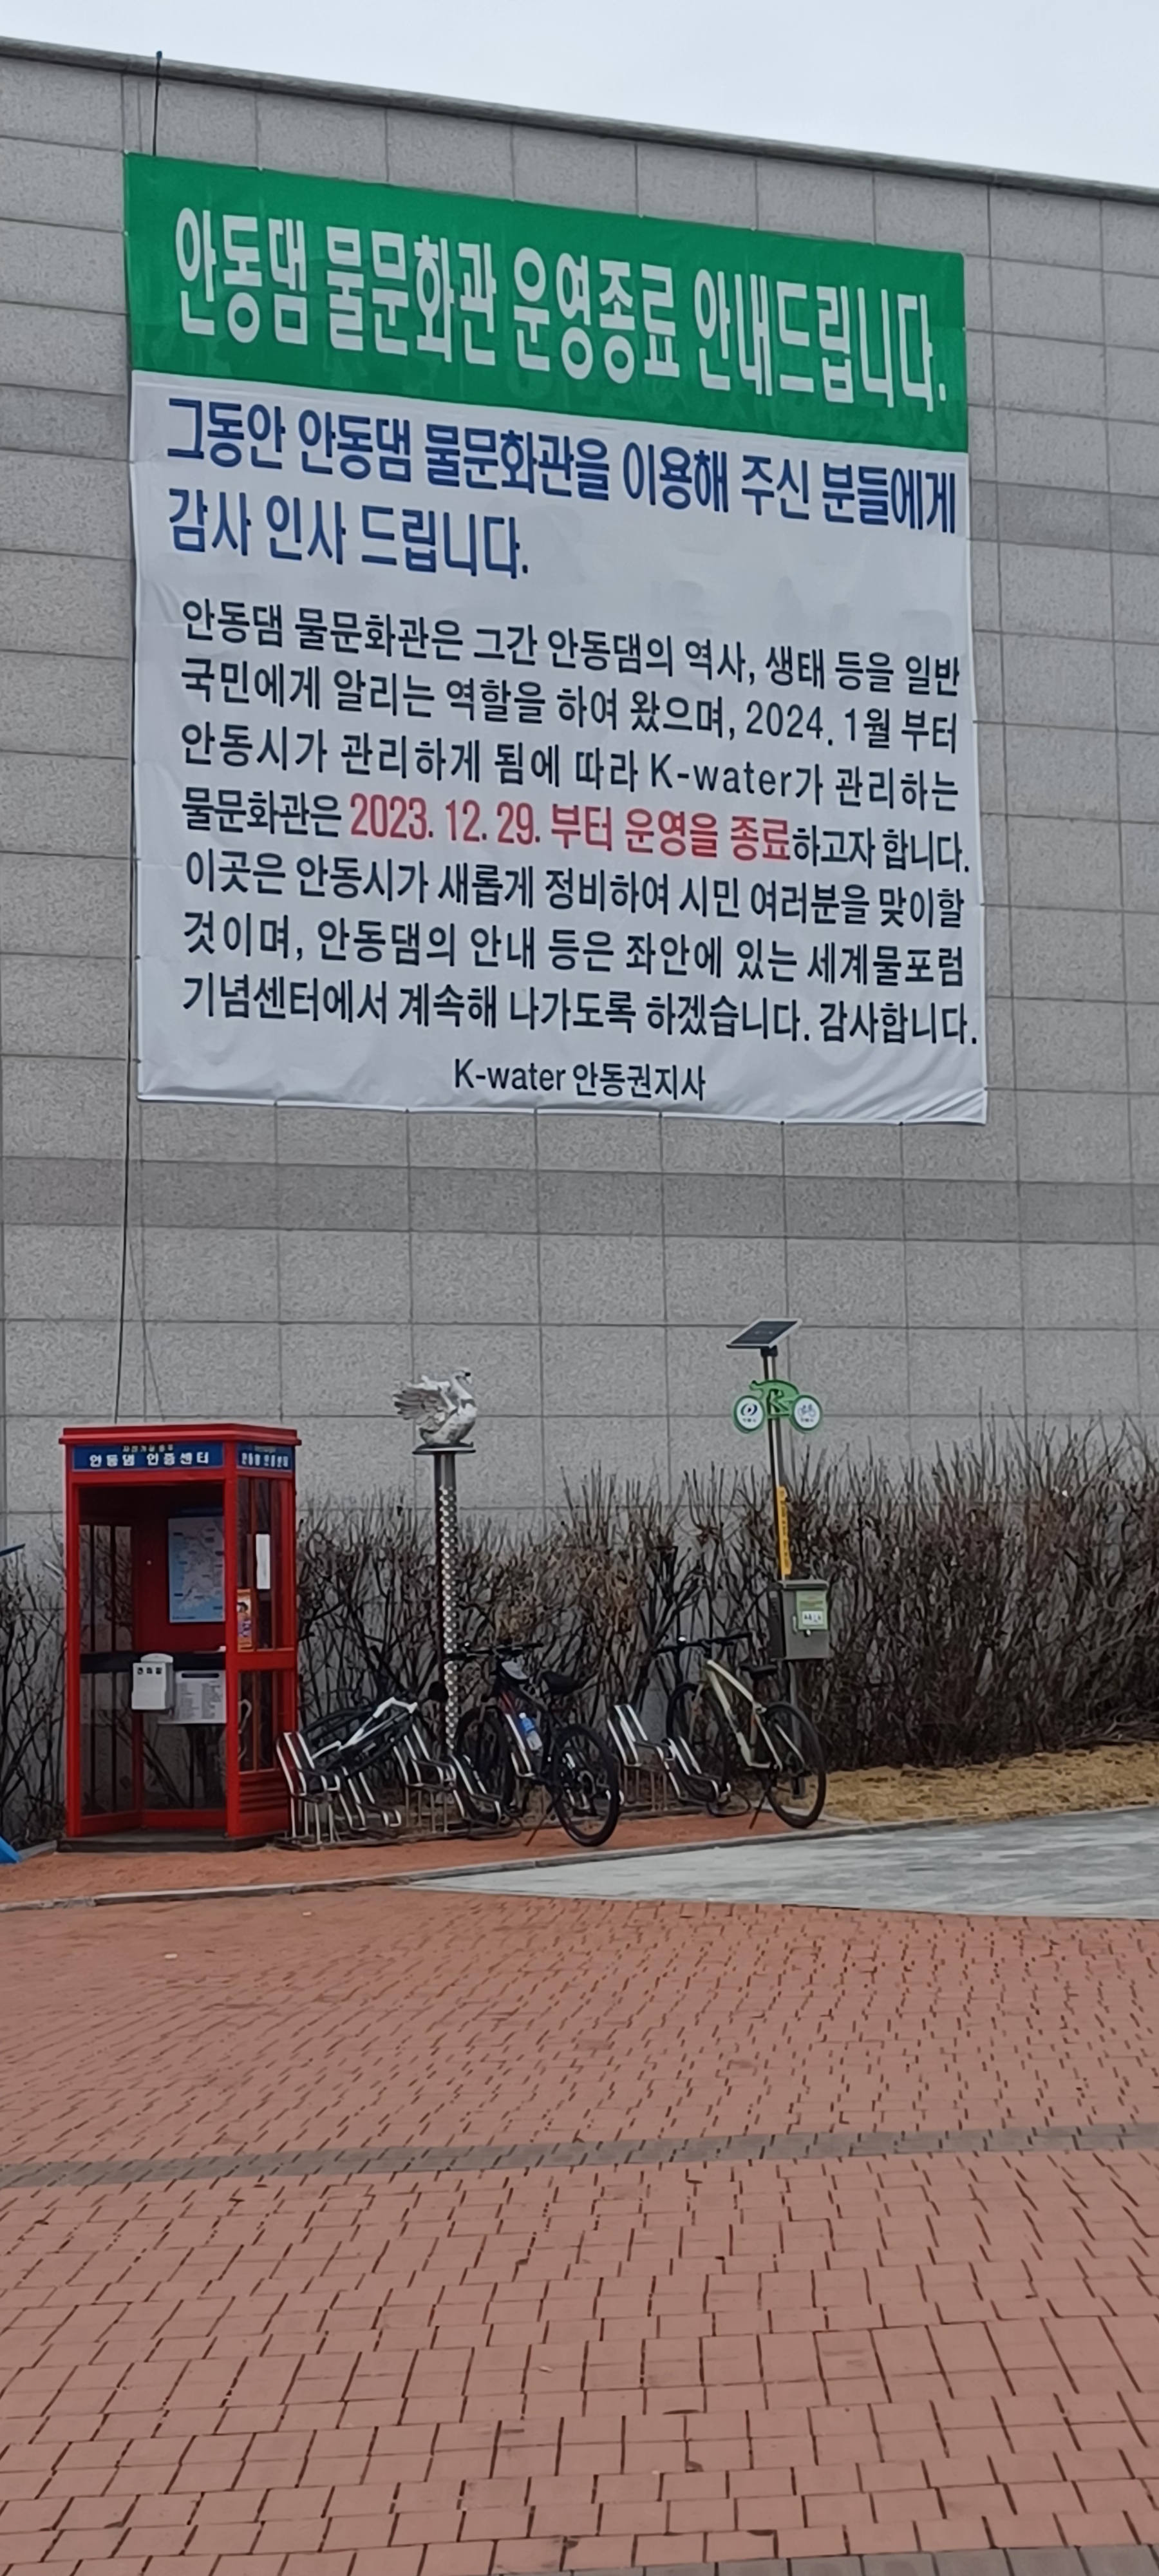 안동댐 물문화관 운영종료 안내드립니다.
그동안 안동댐 물문화관을 이용해 주신 분들에게
감사 인사 드립니다.
안동댐 물문화관은 그간 안동댐의 역사, 생태 등을 일반
국민에게 알리는 역할을 하여 왔으며, 2024. 1월 부터
안동시가 관리하게 됨에 따라 K-water가 관리하는
물문화관은 2023. 12. 29. 부터 운영을 종료하고자 합니다.
이곳은 안동시가 새롭게 정비하여 시민 여러분을 맞이할
것이며, 안동댐의 안내 등은 좌안에 있는 세계물포럼
기념센터에서 계속해 나가도록 하겠습니다. 감사합니다.
K-water 안동권지사
안동댐 인증센터
안동댐 인증센터